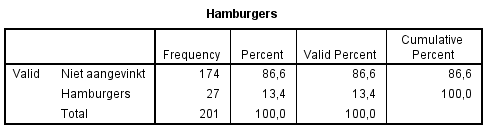 Hamburgers
Frequency Percent Valid Percent Cumulative Percent
Valid Niet aangevinkt 174 86,6 86,6 86,6
Hamburgers 27 13,4 13,4 100,0
Total 201 100,0 100,0